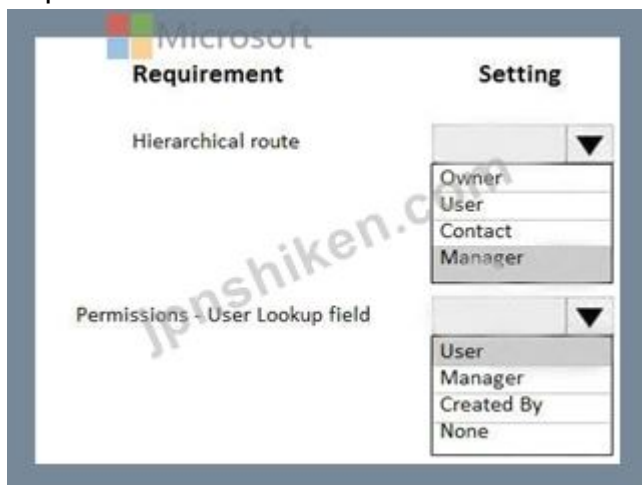 Microsoft
Requirement Setting
Hierarchical route
Owner
User
Contact
Manager
Permissions - User Lookup field
User
Manager
Created By
None
jpnshiken.com